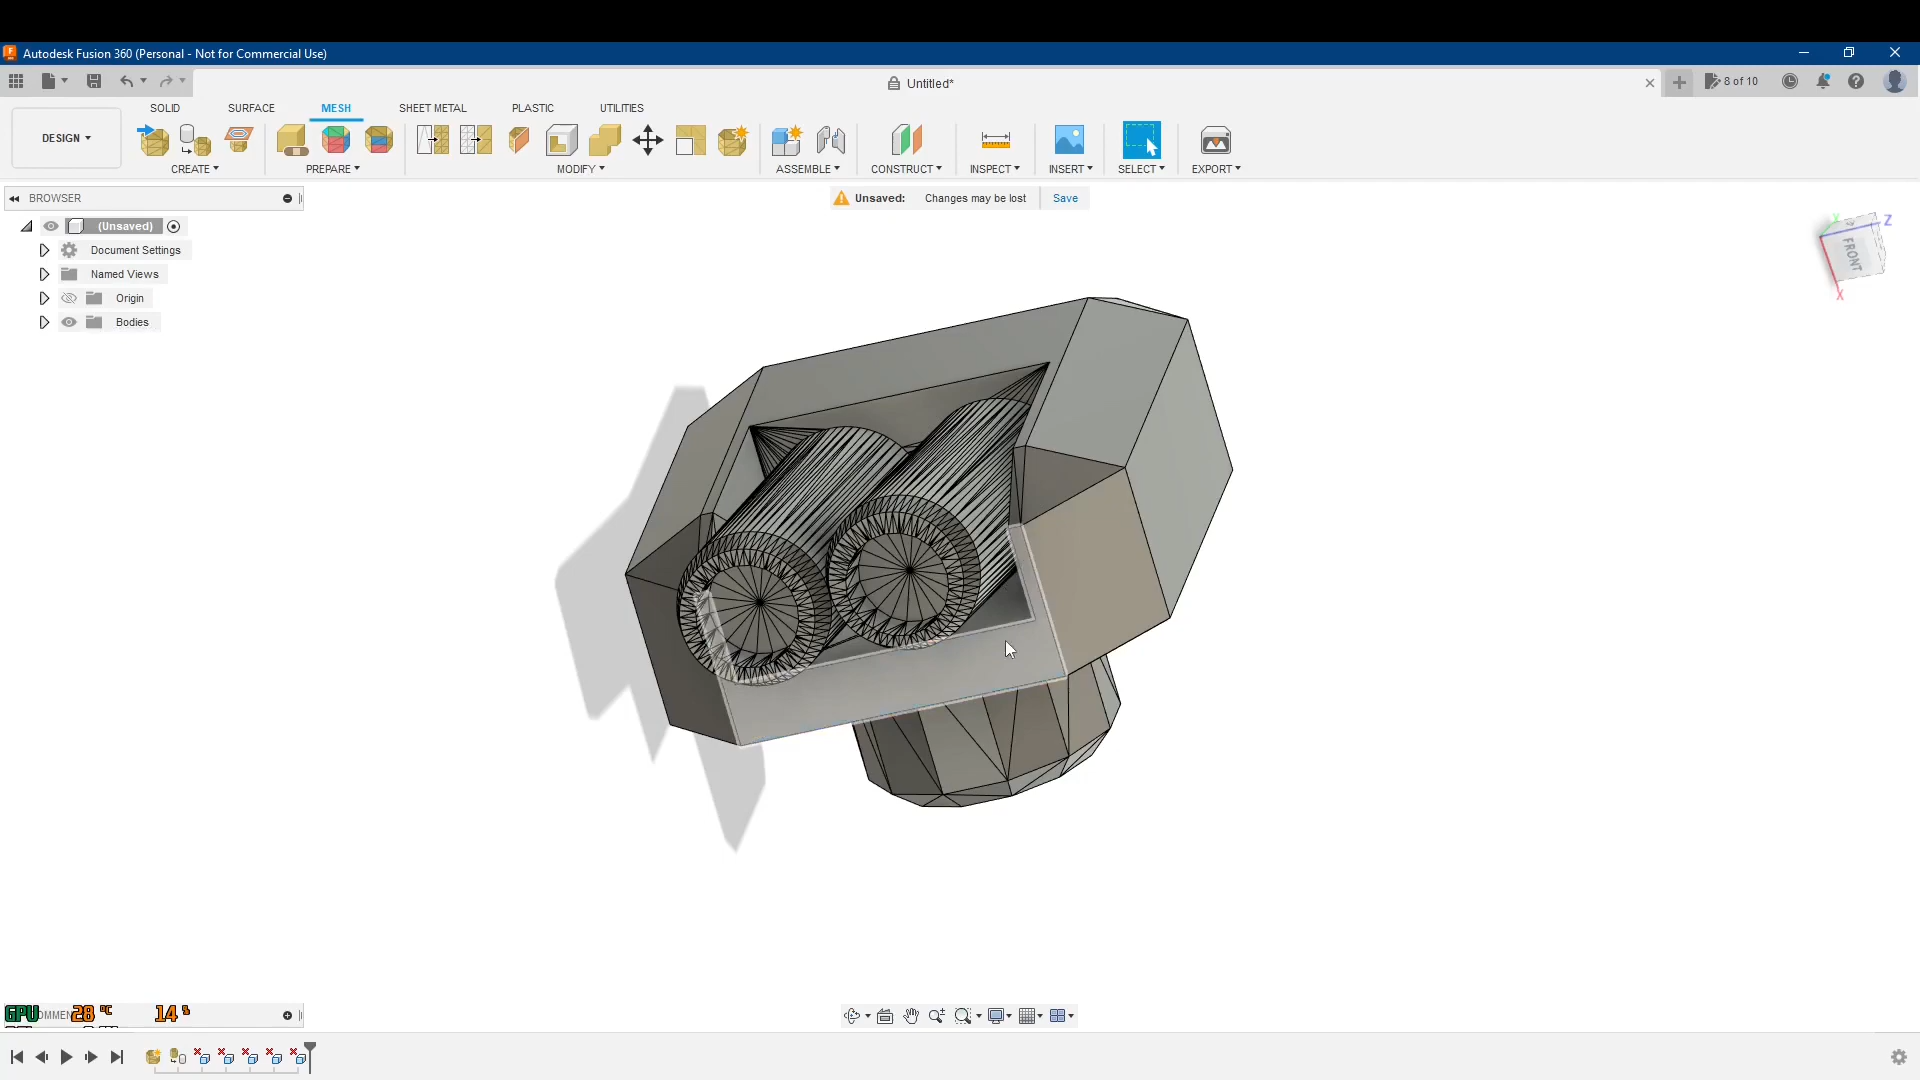 Autodesk Fusion 360 (Personal - Not for Commercial Use)
Untitled*
8 of 10
SOLID SURFACE MESH SHEET METAL PLASTIC UTILITIES
DESIGN
CREATE PREPARE MODIFY ASSEMBLE CONSTRUCT INSPECT INSERT SELECT EXPORT
BROWSER
Unsaved: Changes may be lost Save
(Unsaved)
Document Settings
Named Views
Origin
Bodies
Y
Z
FRONT
X
GPU 28 °C 14 %